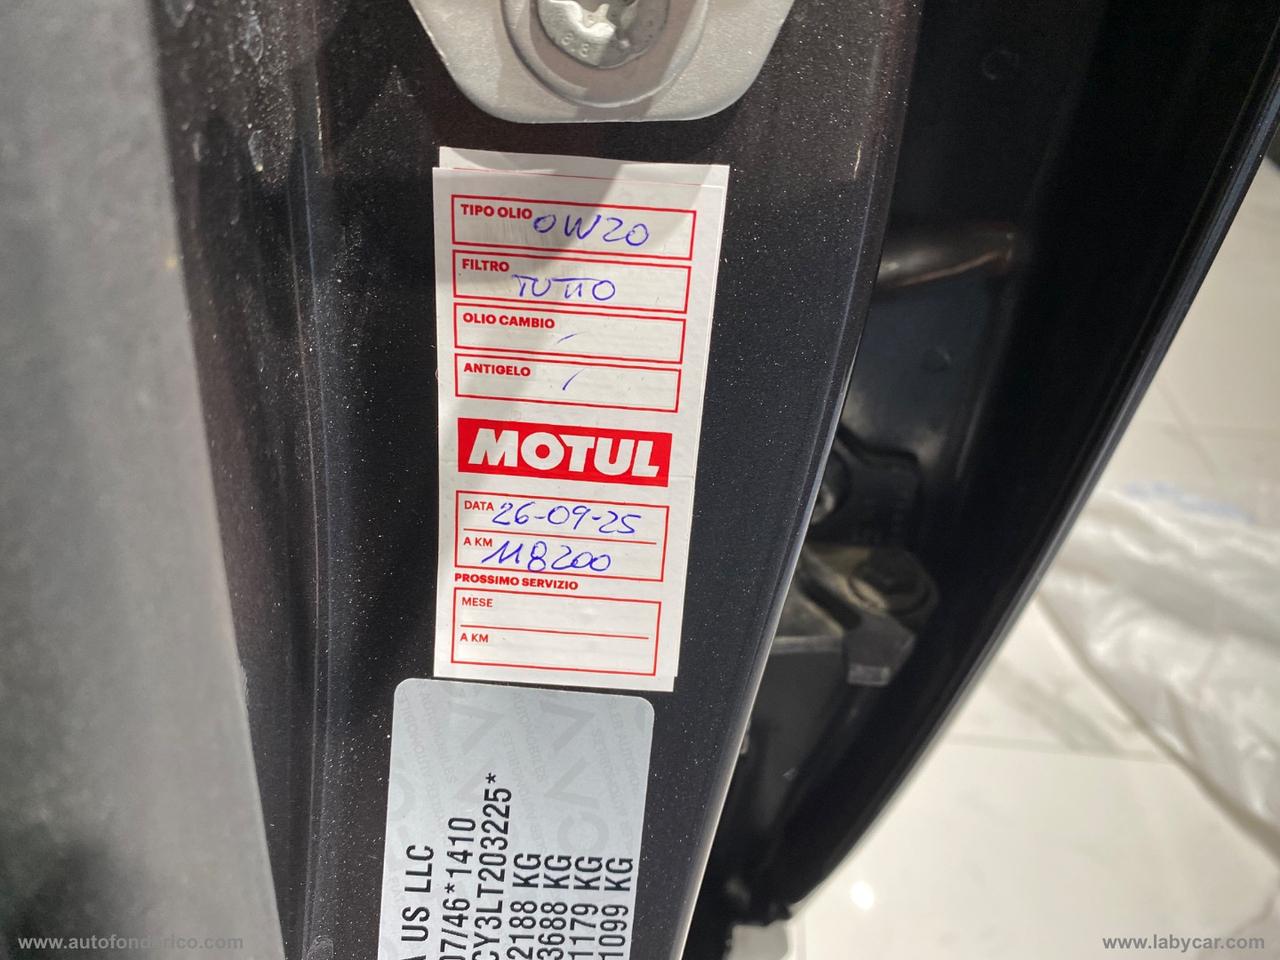 88
TIPO OLIO 0W20
FILTRO TUTTO
OLIO CAMBIO /
ANTIGELO /
MOTUL
DATA 26-09-25
A KM 118200
PROSSIMO SERVIZIO
MESE
A KM
US LLC
07/46*1410
CY3LT203225*
2188 KG
3688 KG
1179 KG
1099 KG
www.autofonderico.com
www.labycar.com